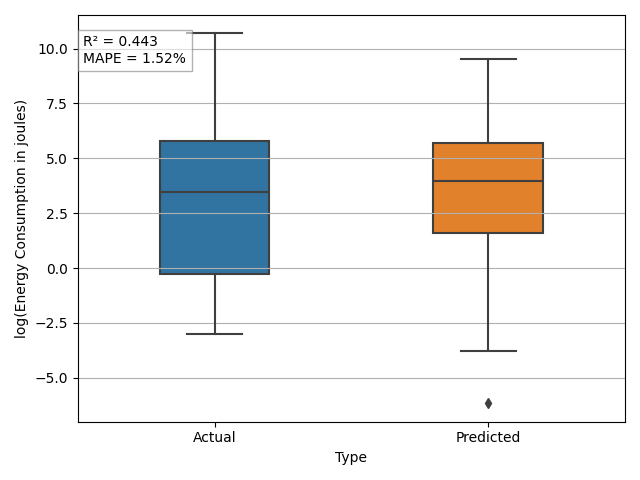 R² = 0.443
MAPE = 1.52%
log(Energy Consumption in joules)
10.0
7.5
5.0
2.5
0.0
−2.5
−5.0
Actual
Predicted
Type